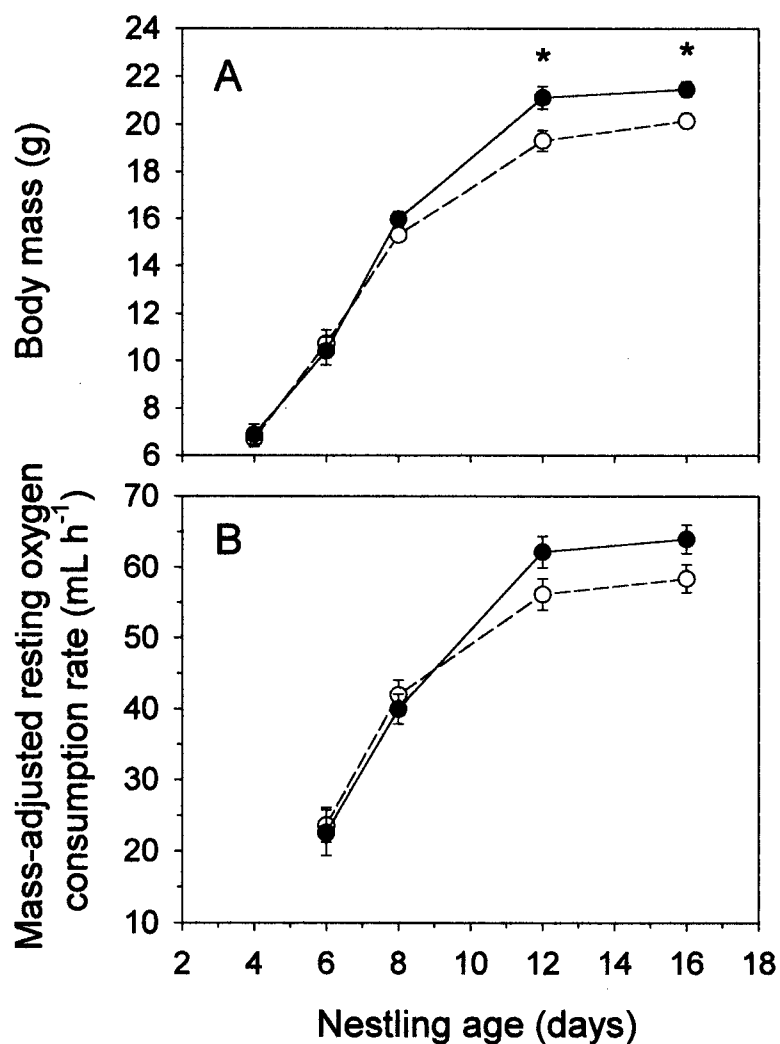 24
22
20
18
16
14
12
10
8
6
Body mass (g)
A
*
*
70
60
50
40
30
20
10
Mass-adjusted resting oxygen
consumption rate (mL h⁻¹)
B
2 4 6 8 10 12 14 16 18
Nestling age (days)